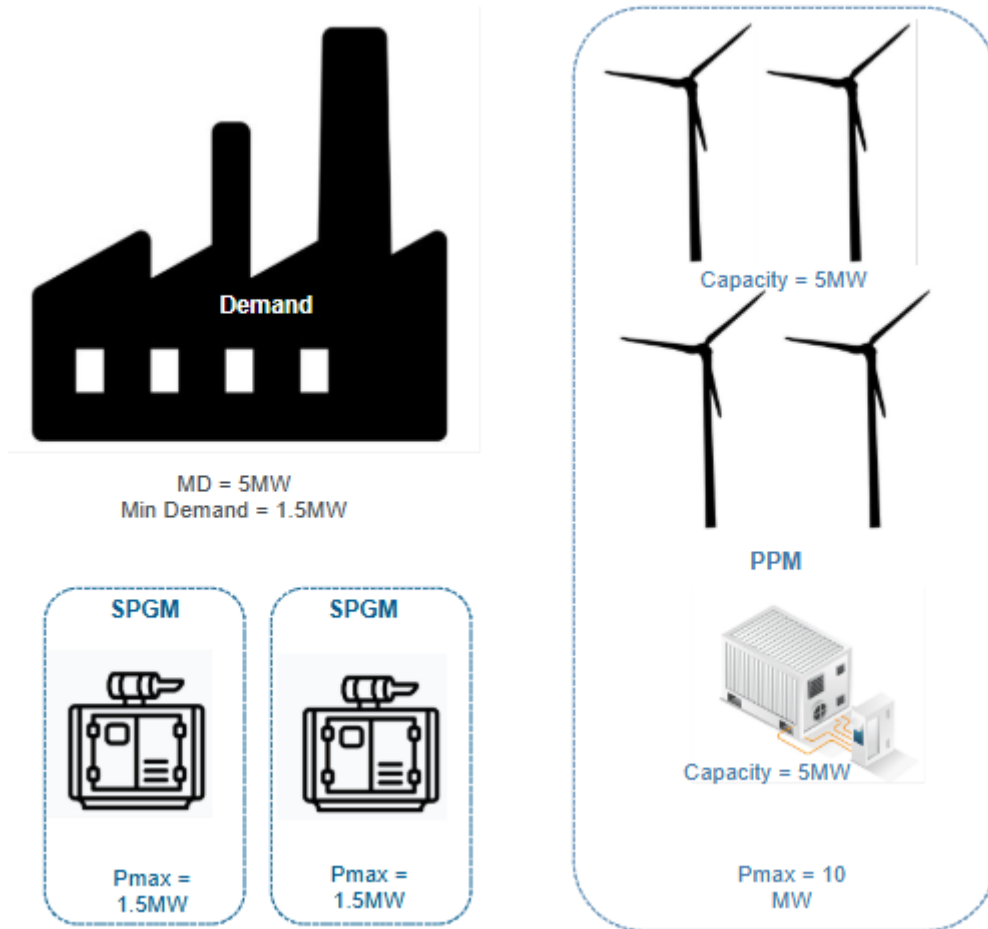 Demand
MD = 5MW
Min Demand = 1.5MW
SPGM
Pmax =
1.5MW
SPGM
Pmax =
1.5MW
Capacity = 5MW
PPM
Capacity = 5MW
Pmax = 10
MW